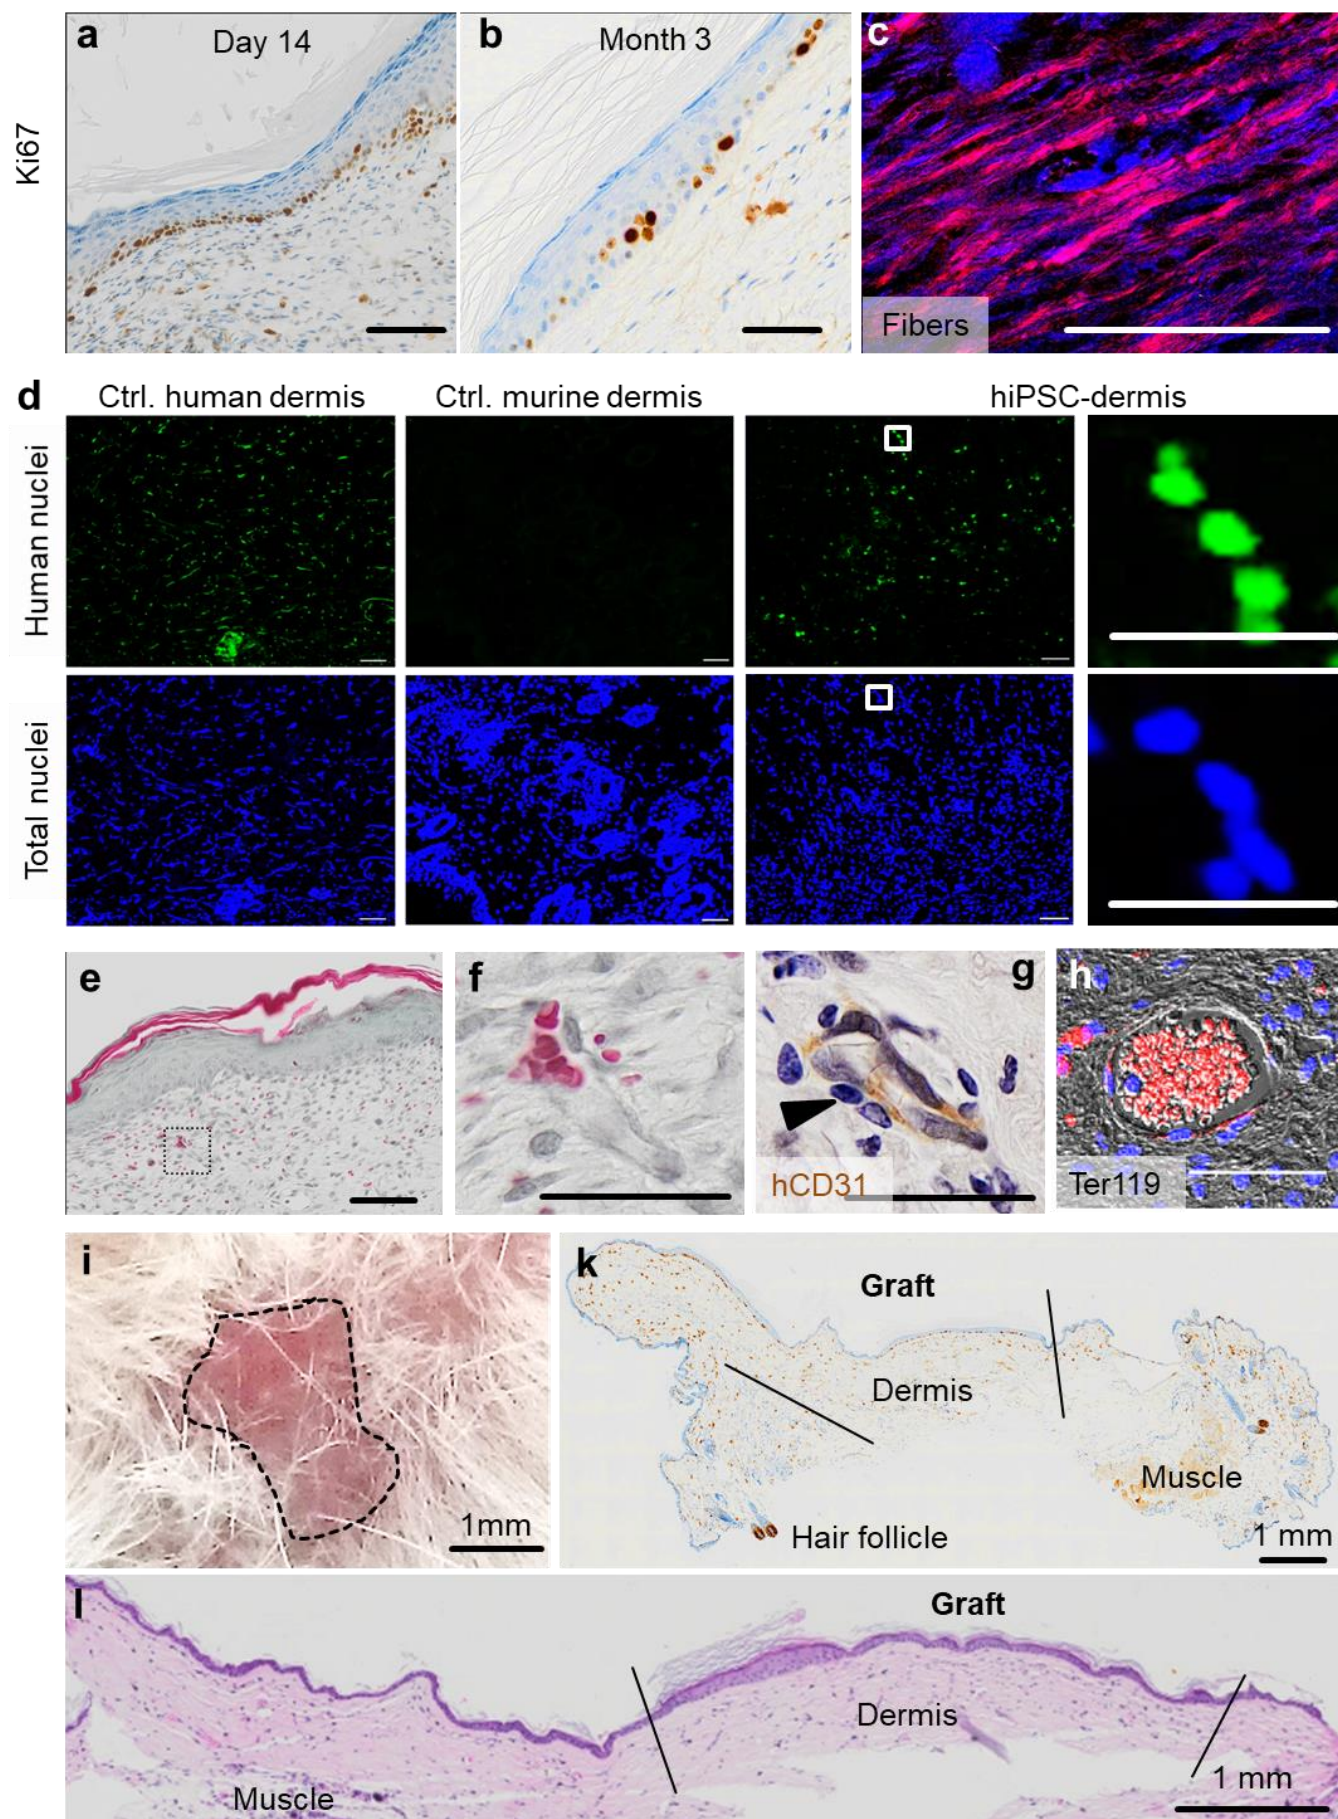 a
Day 14
b
Month 3
c
Ki67
Fibers
d
Ctrl. human dermis
Ctrl. murine dermis
hiPSC-dermis
Human nuclei
Total nuclei
e
f
g
hCD31
h
Ter119
i
1mm
k
Graft
Dermis
Muscle
Hair follicle
1 mm
l
Graft
Dermis
Muscle
1 mm